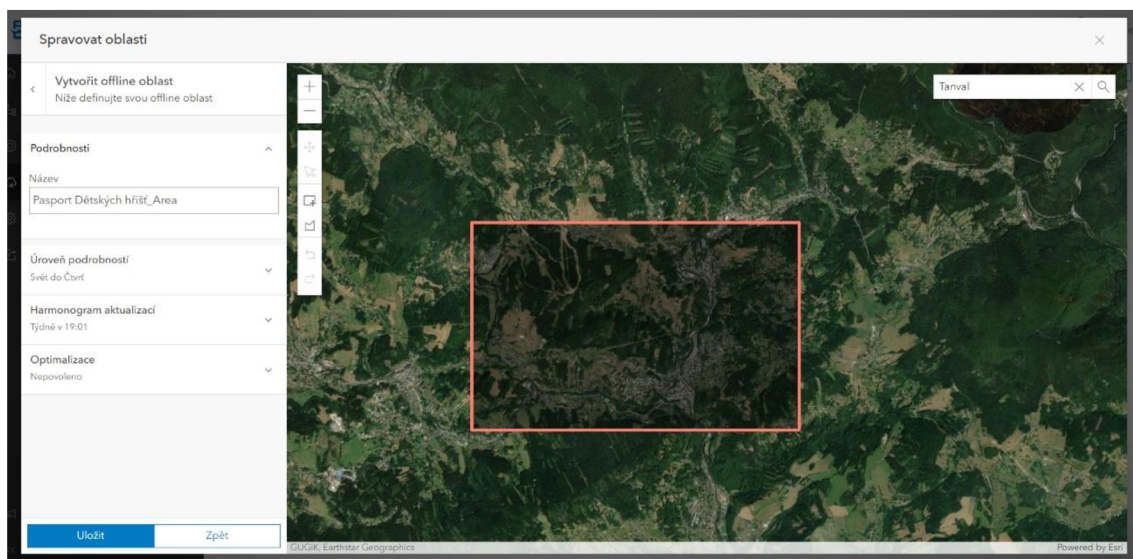 Spravovat oblasti
Vytvořit offline oblast
Níže definujte svou offline oblast
Podrobnosti
Název
Pasport Dětských hřišť_Area
Úroveň podrobností
Svět do Čtvrť
Harmonogram aktualizací
Týdně v 19:01
Optimalizace
Nepovoleno
Uložit
Zpět
Tanval
GUGiK, Earthstar Geographics
Powered by Esri